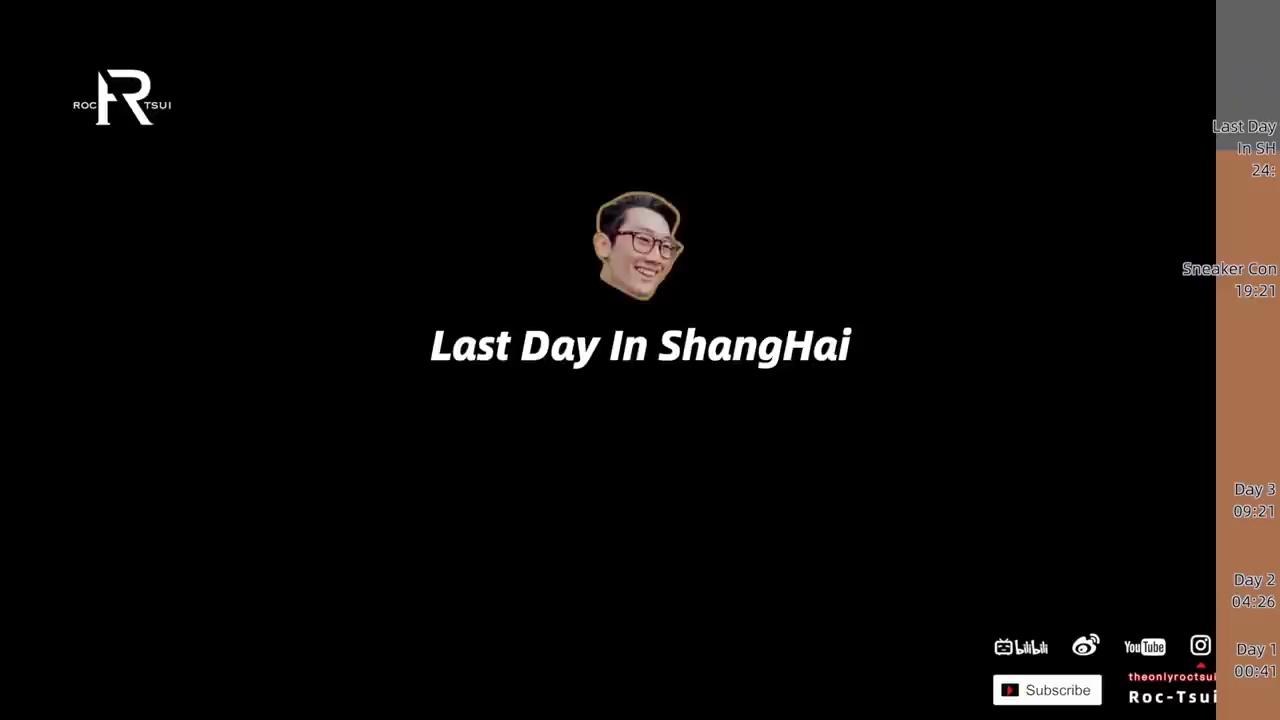 ROC R TSUI
Last Day In ShangHai
Last Day
In SH
24:
Sneaker Con
19:21
Day 3
09:21
Day 2
04:26
Day 1
00:41
bilibili
YouTube
Subscribe
theonlyroctsui
Roc-Tsui